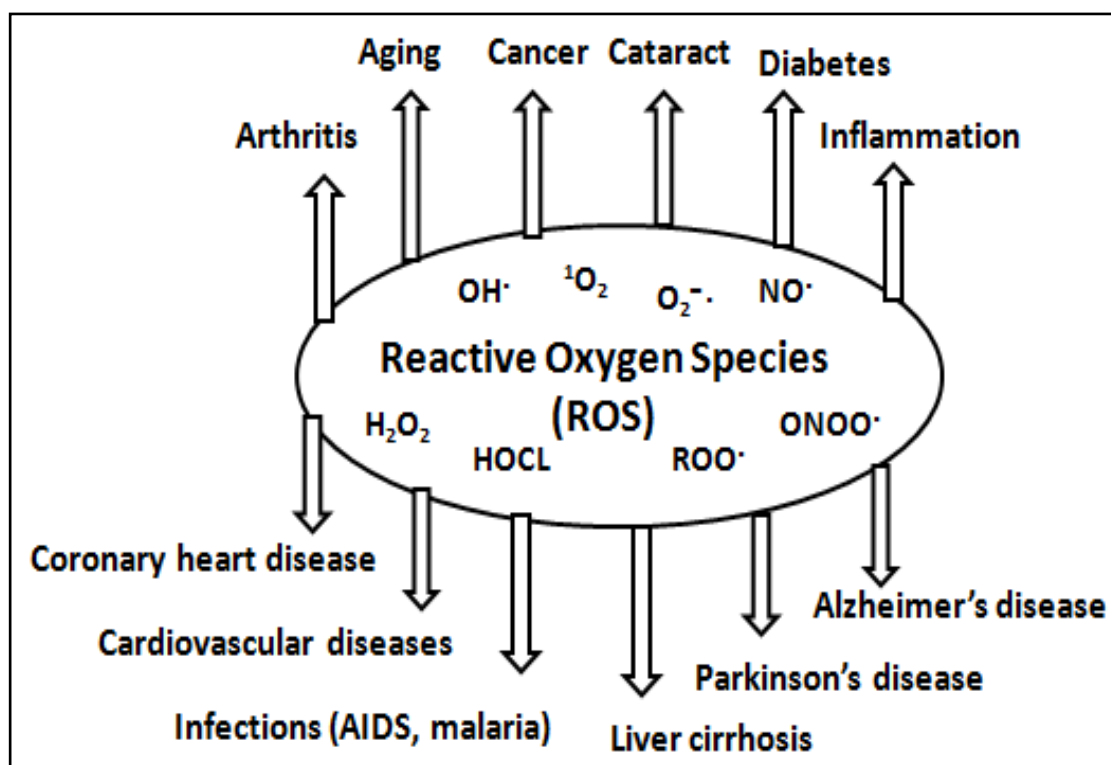 Aging
Cancer
Cataract
Diabetes
Arthritis
Inflammation
OH·
¹O₂
O₂⁻·
NO·
Reactive Oxygen Species
(ROS)
H₂O₂
HOCL
ROO·
ONOO·
Coronary heart disease
Cardiovascular diseases
Infections (AIDS, malaria)
Liver cirrhosis
Parkinson's disease
Alzheimer's disease